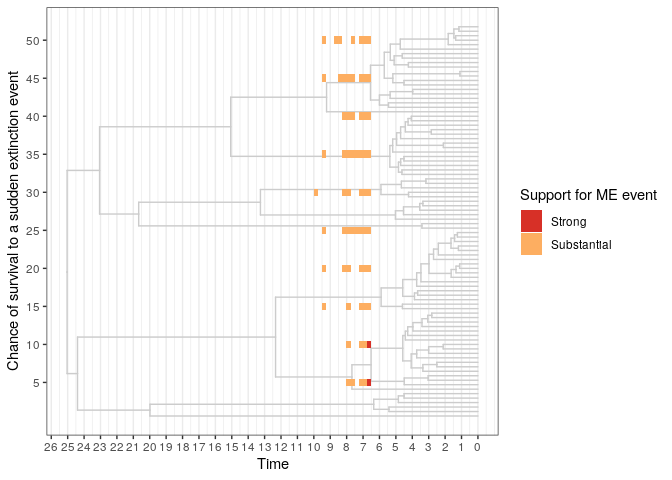 Chance of survival to a sudden extinction event
50
45
40
35
30
25
20
15
10
5
26 25 24 23 22 21 20 19 18 17 16 15 14 13 12 11 10 9 8 7 6 5 4 3 2 1 0
Time
Support for ME event
Strong
Substantial